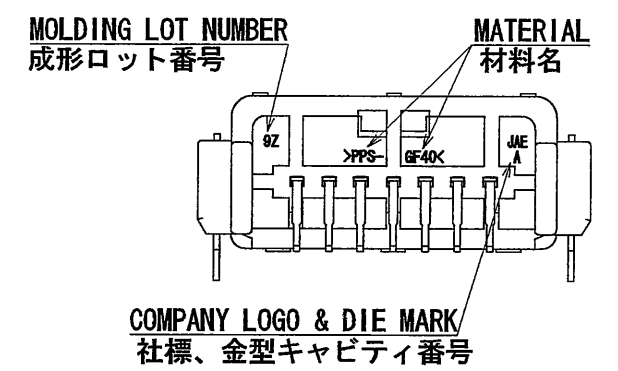 MOLDING LOT NUMBER
成形ロット番号
MATERIAL
材料名
9Z
>PPS-
GF40<
JAE
A
COMPANY LOGO & DIE MARK
社標、金型キャビティ番号